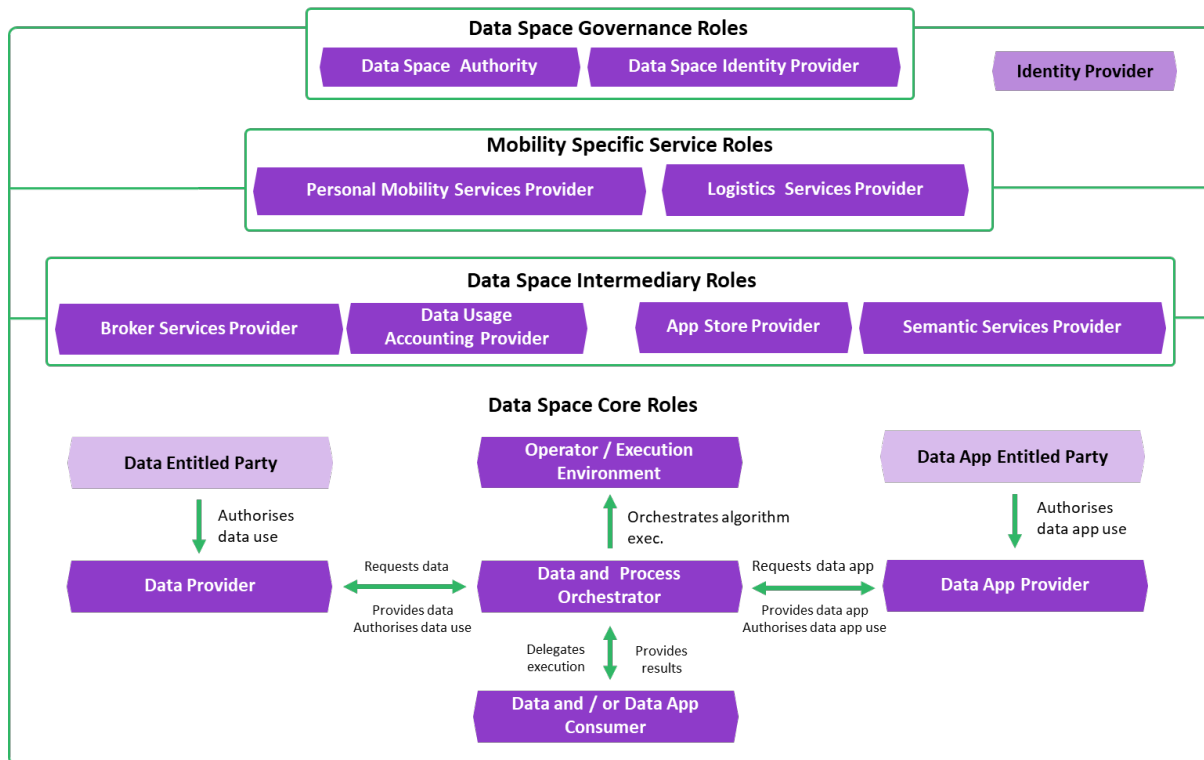 Data Space Governance Roles
Data Space Authority
Data Space Identity Provider
Identity Provider
Mobility Specific Service Roles
Personal Mobility Services Provider
Logistics Services Provider
Data Space Intermediary Roles
Broker Services Provider
Data Usage
Accounting Provider
App Store Provider
Semantic Services Provider
Data Space Core Roles
Data Entitled Party
Operator / Execution
Environment
Data App Entitled Party
Authorises
data use
Orchestrates algorithm
exec.
Authorises
data app use
Data Provider
Requests data
Provides data
Authorises data use
Data and Process
Orchestrator
Requests data app
Provides data app
Authorises data app use
Data App Provider
Delegates
execution
Provides
results
Data and / or Data App
Consumer